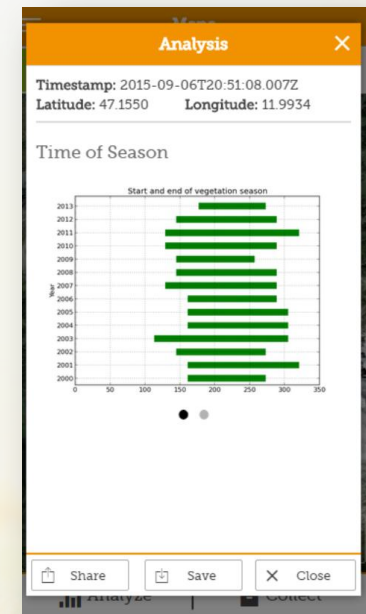 Analysis
Timestamp: 2015-09-06T20:51:08.007Z
Latitude: 47.1550 Longitude: 11.9934
Time of Season
Start and end of vegetation season
Year
2013
2012
2011
2010
2009
2008
2007
2006
2005
2004
2003
2002
2001
2000
0 50 100 150 200 250 300 350
Share Save Close
Analyze Collect